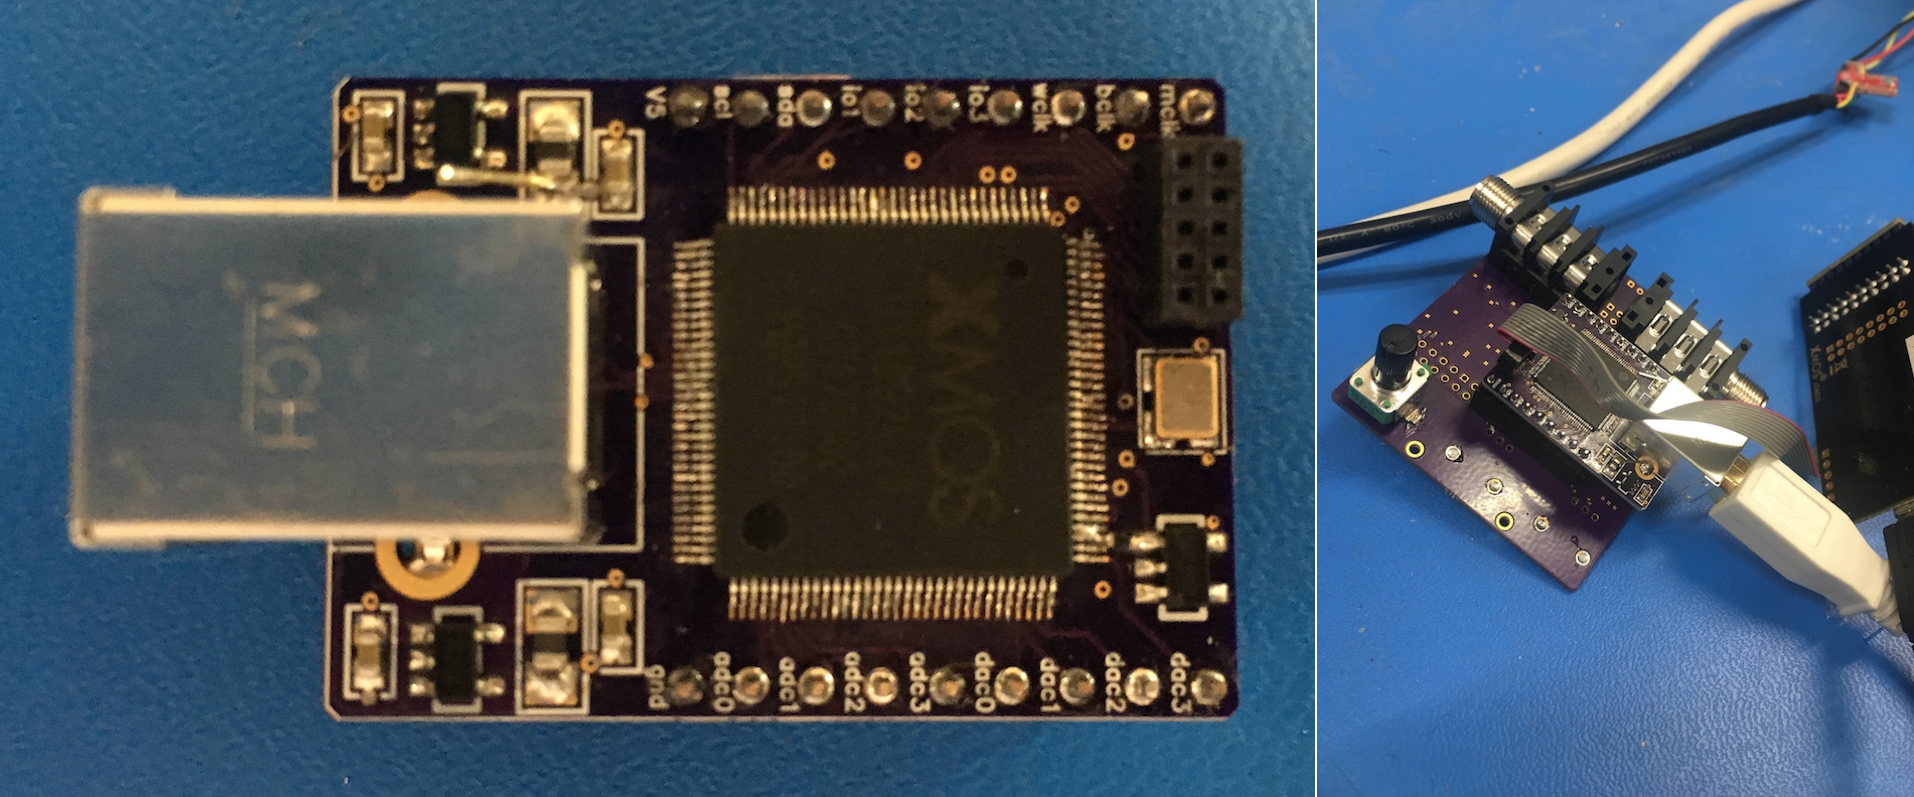 V5
scl
sda
io1
io2
io3
wclk
bclk
mclk
MCH
XMOS
gnd
adc0
adc1
adc2
adc3
dac0
dac1
dac2
dac3
XMOS